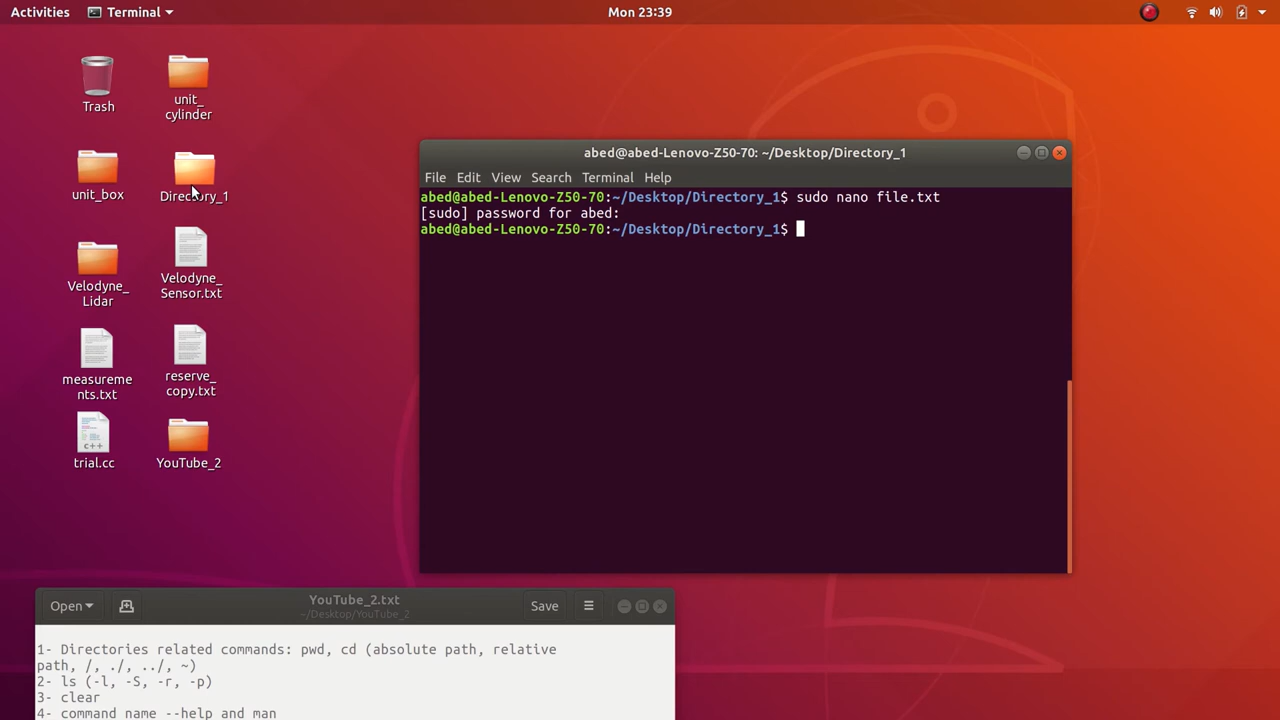 Activities Terminal Mon 23:39
Trash
unit_
cylinder
unit_box
Directory_1
Velodyne_
Lidar
Velodyne_
Sensor.txt
measureme
nts.txt
reserve_
copy.txt
C++
trial.cc
YouTube_2
abed@abed-Lenovo-Z50-70: ~/Desktop/Directory_1
File Edit View Search Terminal Help
abed@abed-Lenovo-Z50-70:~/Desktop/Directory_1$ sudo nano file.txt
[sudo] password for abed:
abed@abed-Lenovo-Z50-70:~/Desktop/Directory_1$
Open YouTube_2.txt Save
~/Desktop/YouTube_2
1- Directories related commands: pwd, cd (absolute path, relative
path, /, ./, ../, ~)
2- ls (-l, -S, -r, -p)
3- clear
4- command name --help and man